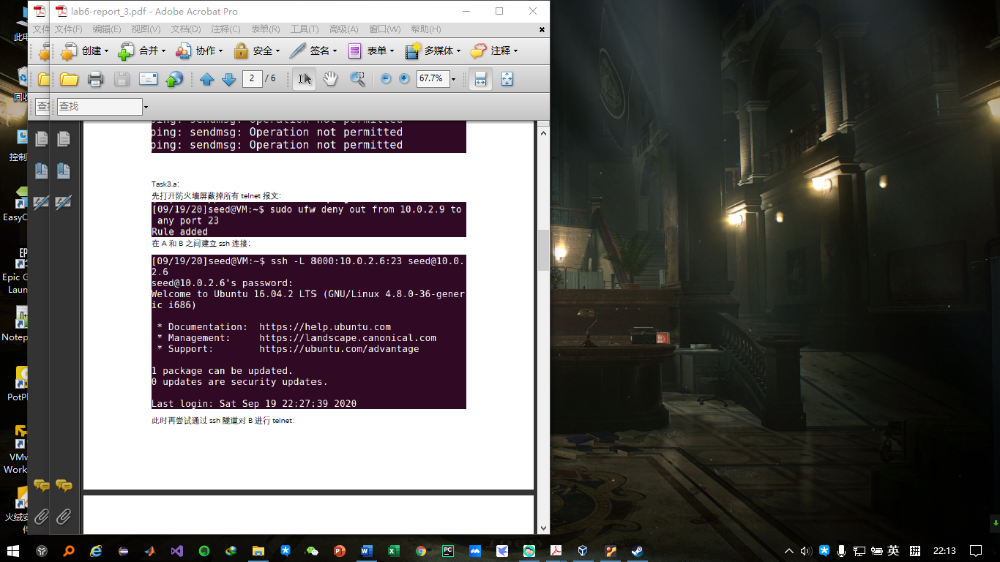 lab6-report_3.pdf - Adobe Acrobat Pro
文件 文件(F) 编辑(E) 视图(V) 文档(D) 注释(C) 表单(R) 工具(T) 高级(A) 窗口(W) 帮助(H)
创建 合并 协作 安全 签名 表单 多媒体 注释
2 / 6 67.7%
查找 查找
ping: sendmsg: Operation not permitted
ping: sendmsg: Operation not permitted
ping: sendmsg: Operation not permitted
Task3.a:
先打开防火墙屏蔽掉所有 telnet 报文:
[09/19/20]seed@VM:~$ sudo ufw deny out from 10.0.2.9 to
any port 23
Rule added
在 A 和 B 之间建立 ssh 连接:
[09/19/20]seed@VM:~$ ssh -L 8000:10.0.2.6:23 seed@10.0.
2.6
seed@10.0.2.6's password:
Welcome to Ubuntu 16.04.2 LTS (GNU/Linux 4.8.0-36-gener
ic i686)
* Documentation: https://help.ubuntu.com
* Management: https://landscape.canonical.com
* Support: https://ubuntu.com/advantage
1 package can be updated.
0 updates are security updates.
Last login: Sat Sep 19 22:27:39 2020
此时再尝试通过 ssh 隧道对 B 进行 telnet:
此电
回收
控制
EasyC
Epic G
Laun
Notep
PotPl
VMw
Work
火绒安
件
英
22:13